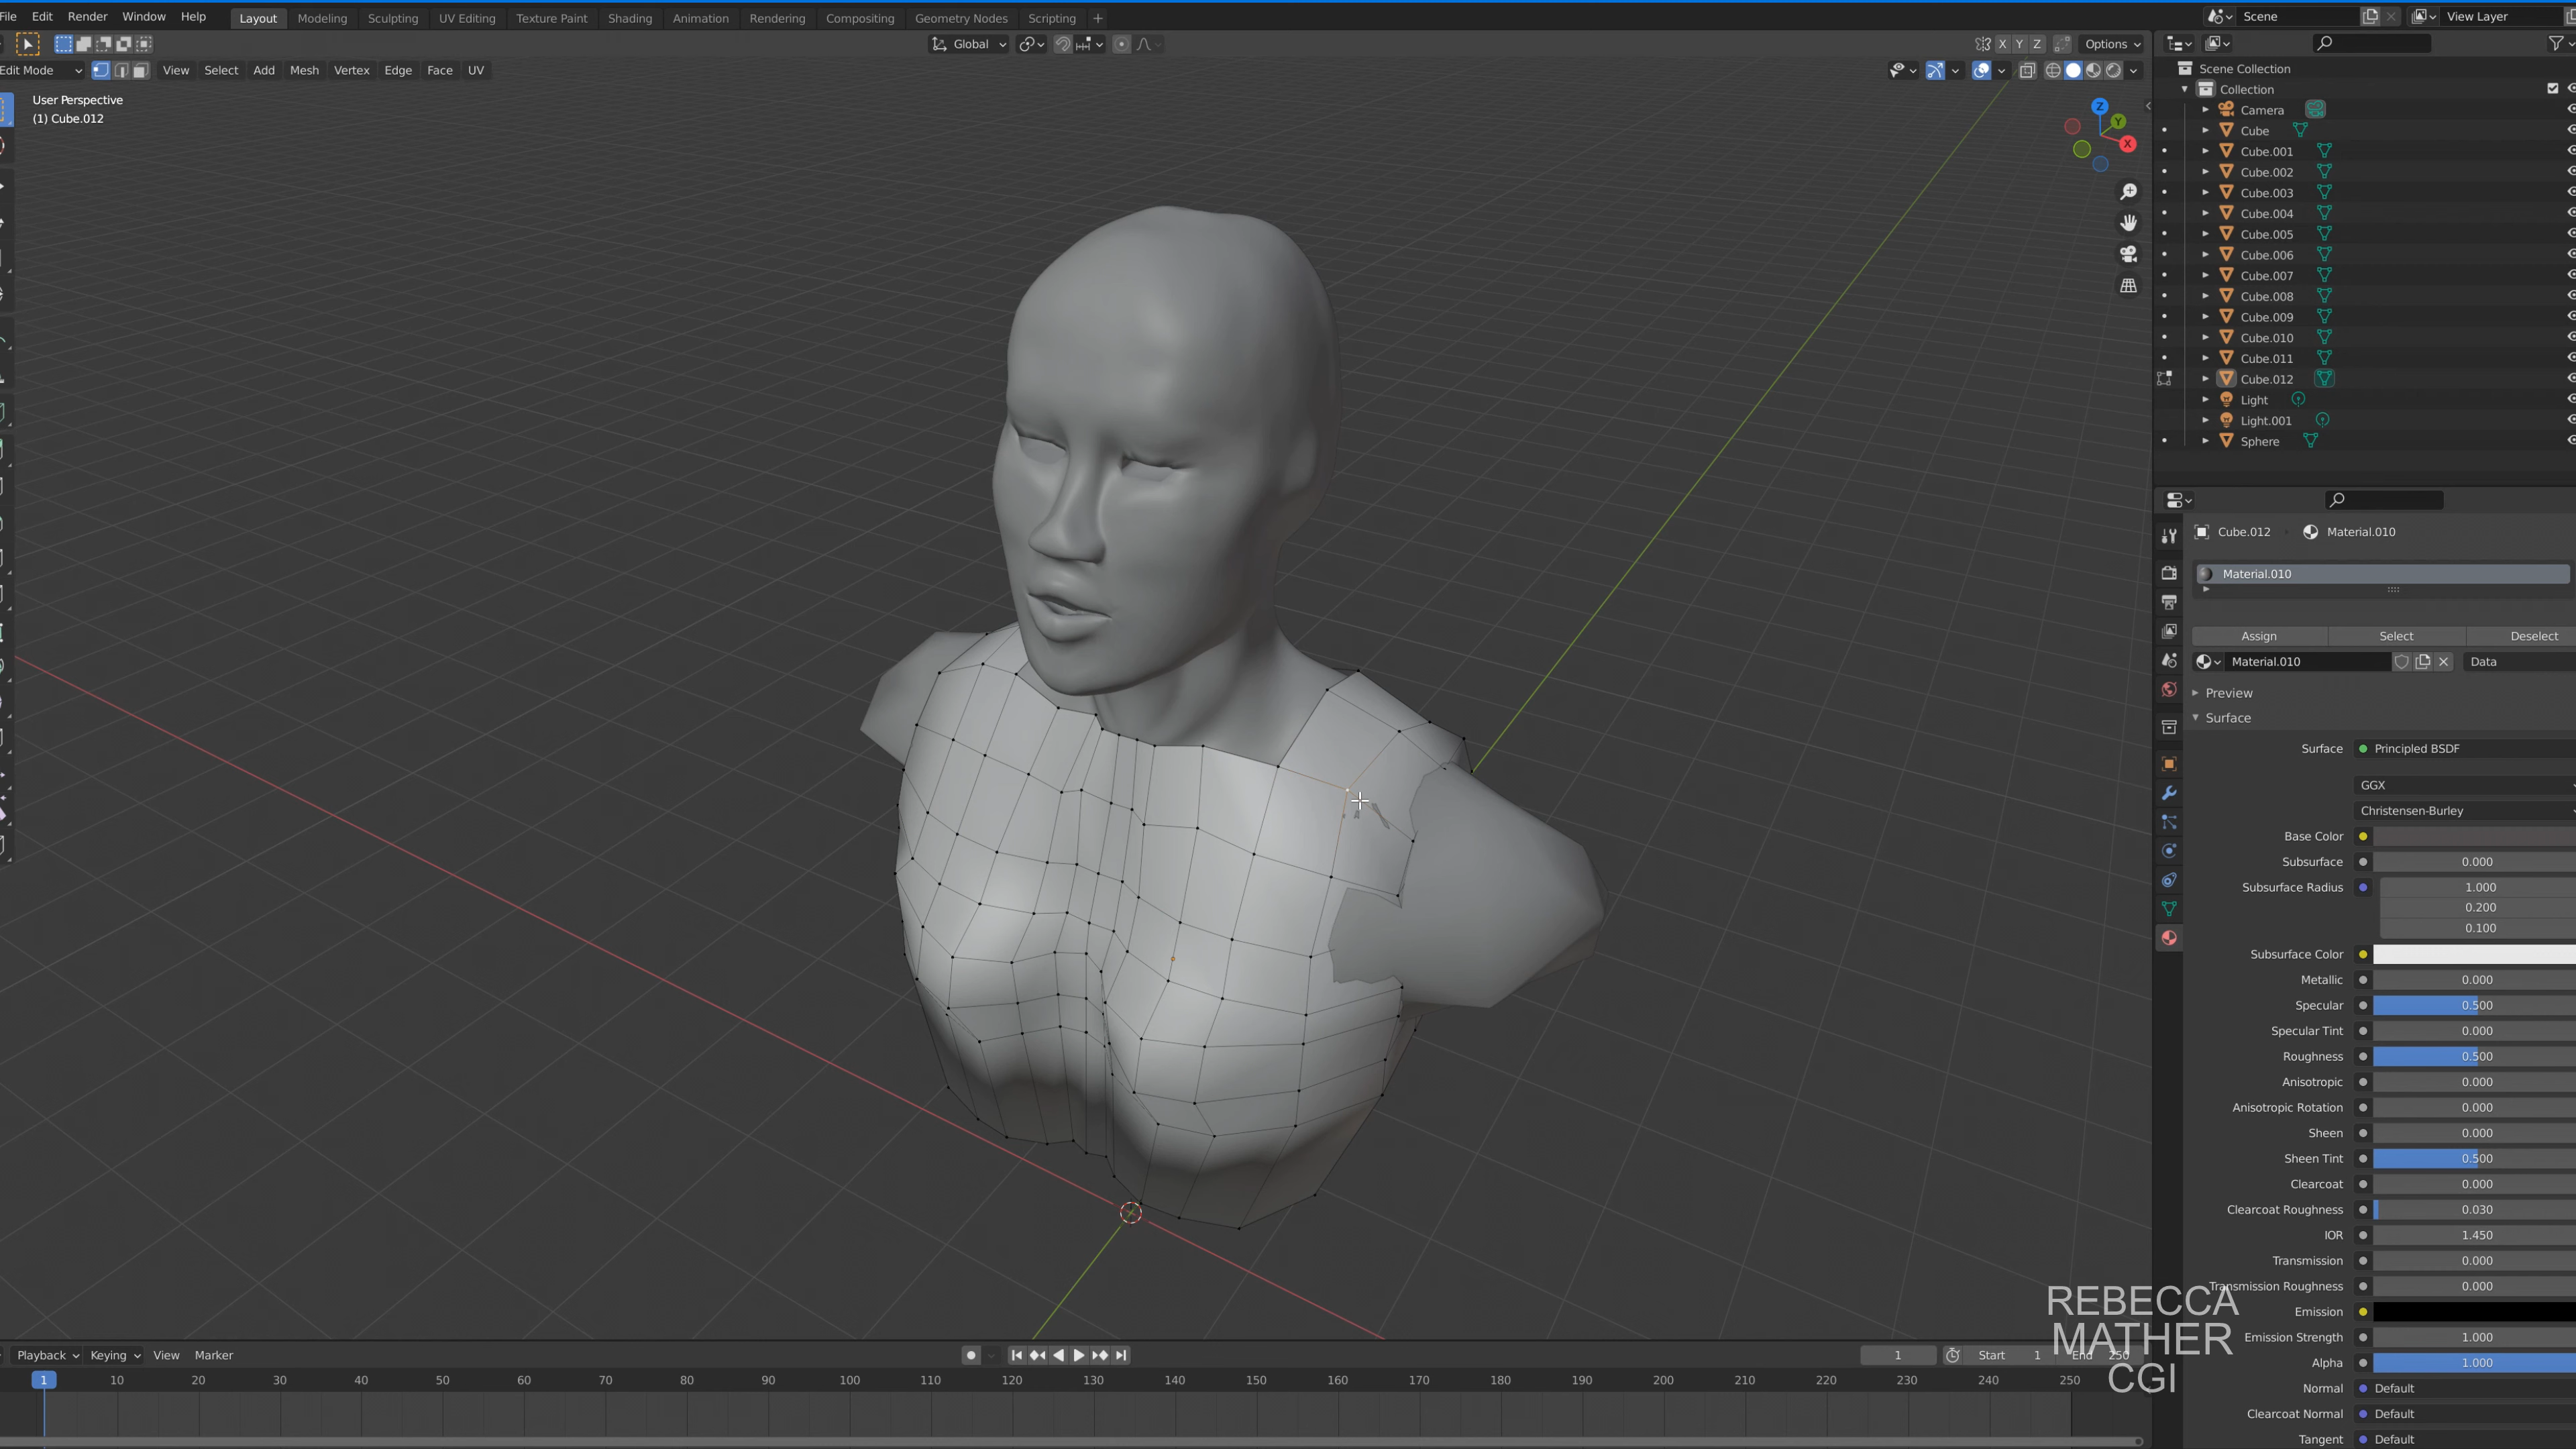 File Edit Render Window Help Layout Modeling Sculpting UV Editing Texture Paint Shading Animation Rendering Compositing Geometry Nodes Scripting + Scene View Layer
Global X Y Z Options
Edit Mode View Select Add Mesh Vertex Edge Face UV
User Perspective
(1) Cube.012
Z
Y
X
Scene Collection
Collection
Camera
Cube
Cube.001
Cube.002
Cube.003
Cube.004
Cube.005
Cube.006
Cube.007
Cube.008
Cube.009
Cube.010
Cube.011
Cube.012
Light
Light.001
Sphere
Cube.012 Material.010
Material.010
Assign Select Deselect
Material.010 Data
Preview
Surface
Surface Principled BSDF
GGX
Christensen-Burley
Base Color
Subsurface 0.000
Subsurface Radius 1.000
0.200
0.100
Subsurface Color
Metallic 0.000
Specular 0.500
Specular Tint 0.000
Roughness 0.500
Anisotropic 0.000
Anisotropic Rotation 0.000
Sheen 0.000
Sheen Tint 0.500
Clearcoat 0.000
Clearcoat Roughness 0.030
IOR 1.450
Transmission 0.000
Transmission Roughness 0.000
Emission
Emission Strength 1.000
Alpha 1.000
Normal Default
Clearcoat Normal Default
Tangent Default
REBECCA
MATHER
CGI
Playback Keying View Marker 1 Start 1 End 250
1 10 20 30 40 50 60 70 80 90 100 110 120 130 140 150 160 170 180 190 200 210 220 230 240 250